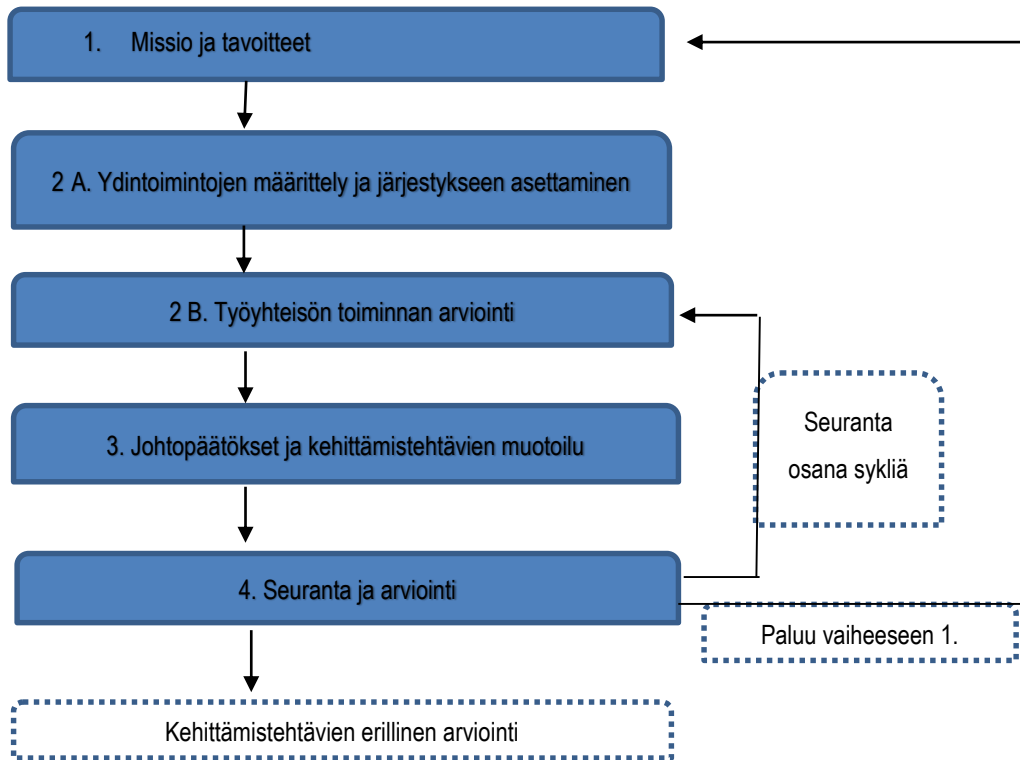 1. Missio ja tavoitteet
2 A. Ydintoimintojen määrittely ja järjestykseen asettaminen
2 B. Työyhteisön toiminnan arviointi
3. Johtopäätökset ja kehittämistehtävien muotoilu
Seuranta
osana sykliä
4. Seuranta ja arviointi
Paluu vaiheeseen 1.
Kehittämistehtävien erillinen arviointi